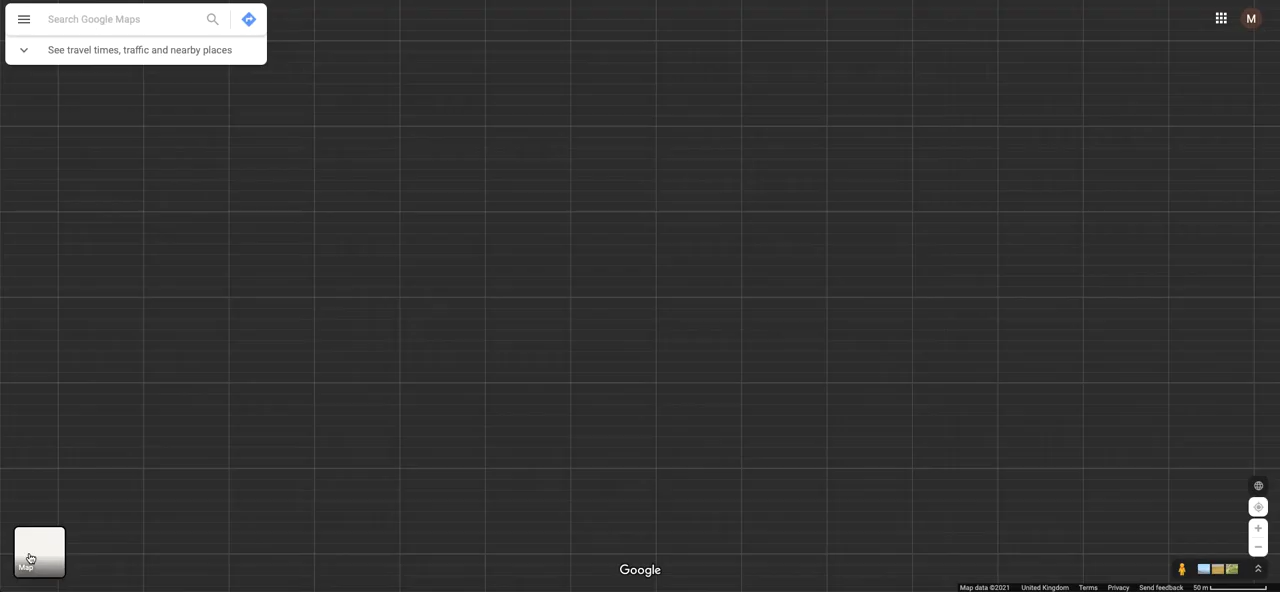 Search Google Maps
M
See travel times, traffic and nearby places
Map
Google
Map data ©2021 United Kingdom Terms Privacy Send feedback 50 m